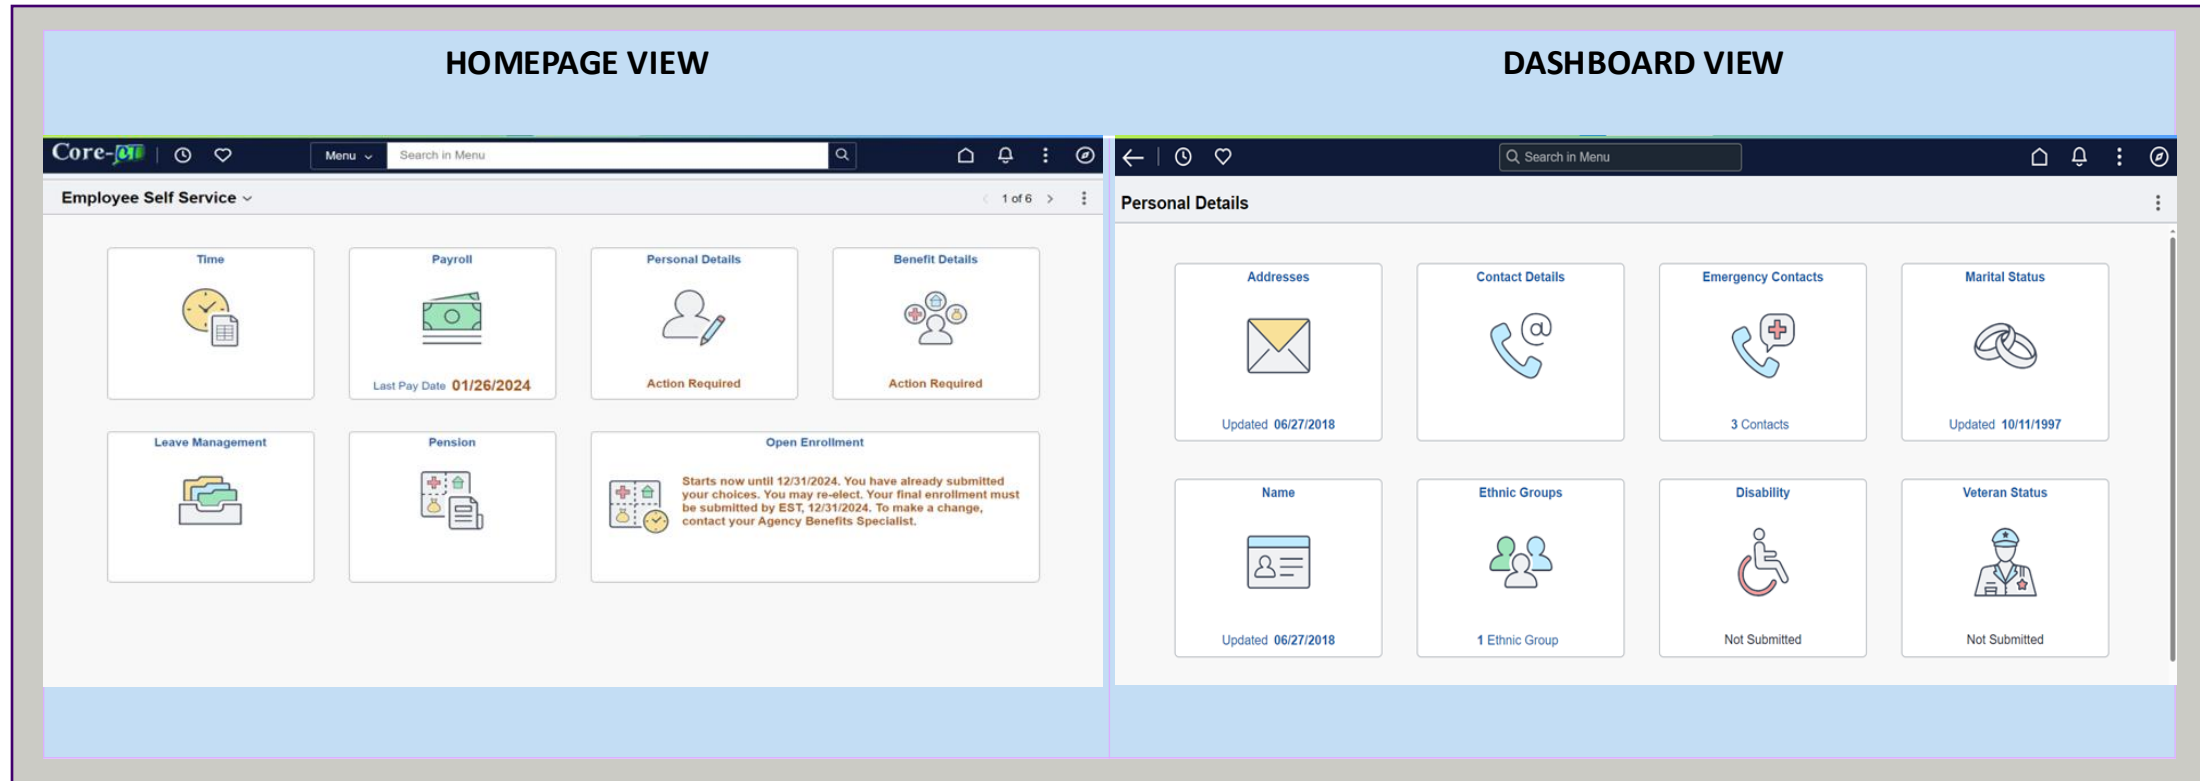 HOMEPAGE VIEW
DASHBOARD VIEW
Core-CT
Menu
Search in Menu
Employee Self Service
1 of 6
Time
Payroll
Personal Details
Benefit Details
Last Pay Date 01/26/2024
Action Required
Action Required
Leave Management
Pension
Open Enrollment
Starts now until 12/31/2024. You have already submitted
your choices. You may re-elect. Your final enrollment must
be submitted by EST, 12/31/2024. To make a change,
contact your Agency Benefits Specialist.
Search in Menu
Personal Details
Addresses
Contact Details
Emergency Contacts
Marital Status
@
Updated 06/27/2018
3 Contacts
Updated 10/11/1997
Name
Ethnic Groups
Disability
Veteran Status
Updated 06/27/2018
1 Ethnic Group
Not Submitted
Not Submitted